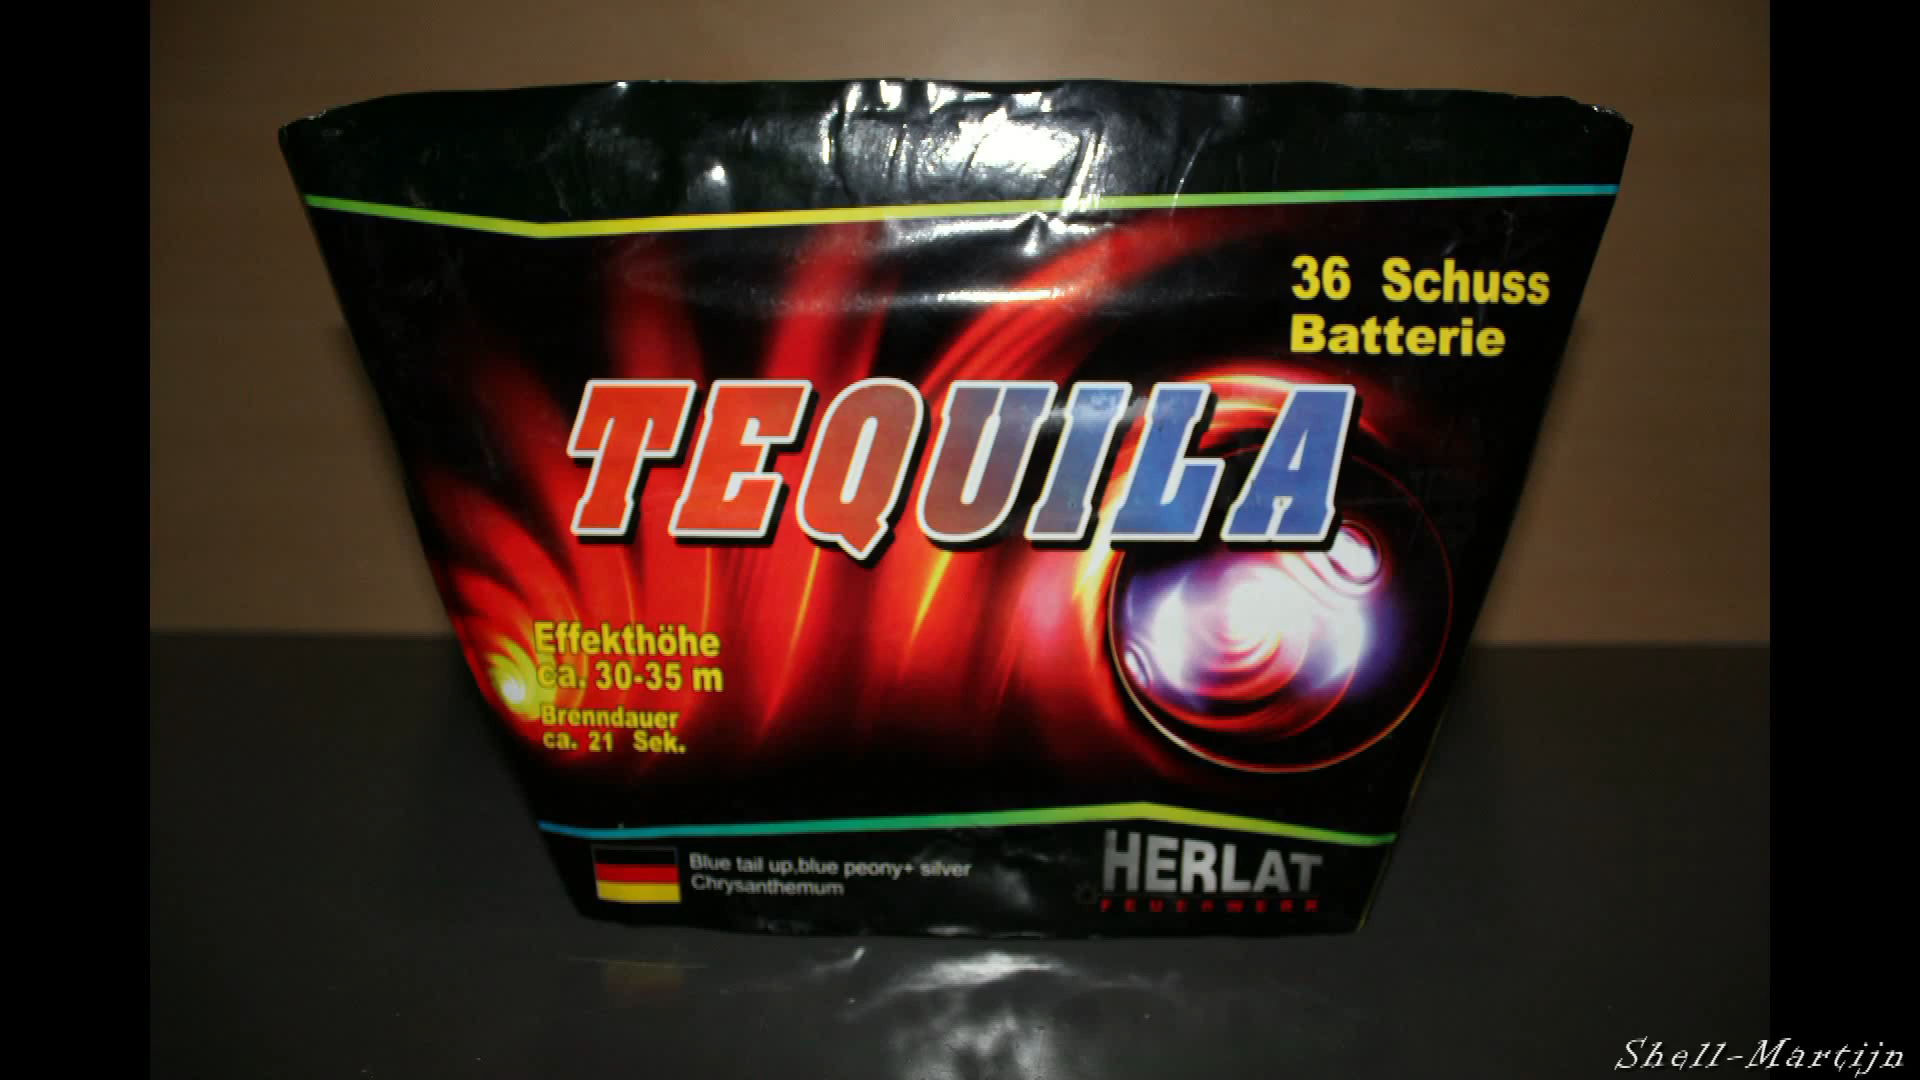 36 Schuss
Batterie
TEQUILA
Effekthöhe
ca. 30-35 m
Brenndauer
ca. 21 Sek.
Blue tail up,blue peony+ silver
Chrysanthemum
HERLAT
FEUERWERK
Shell-Martijn